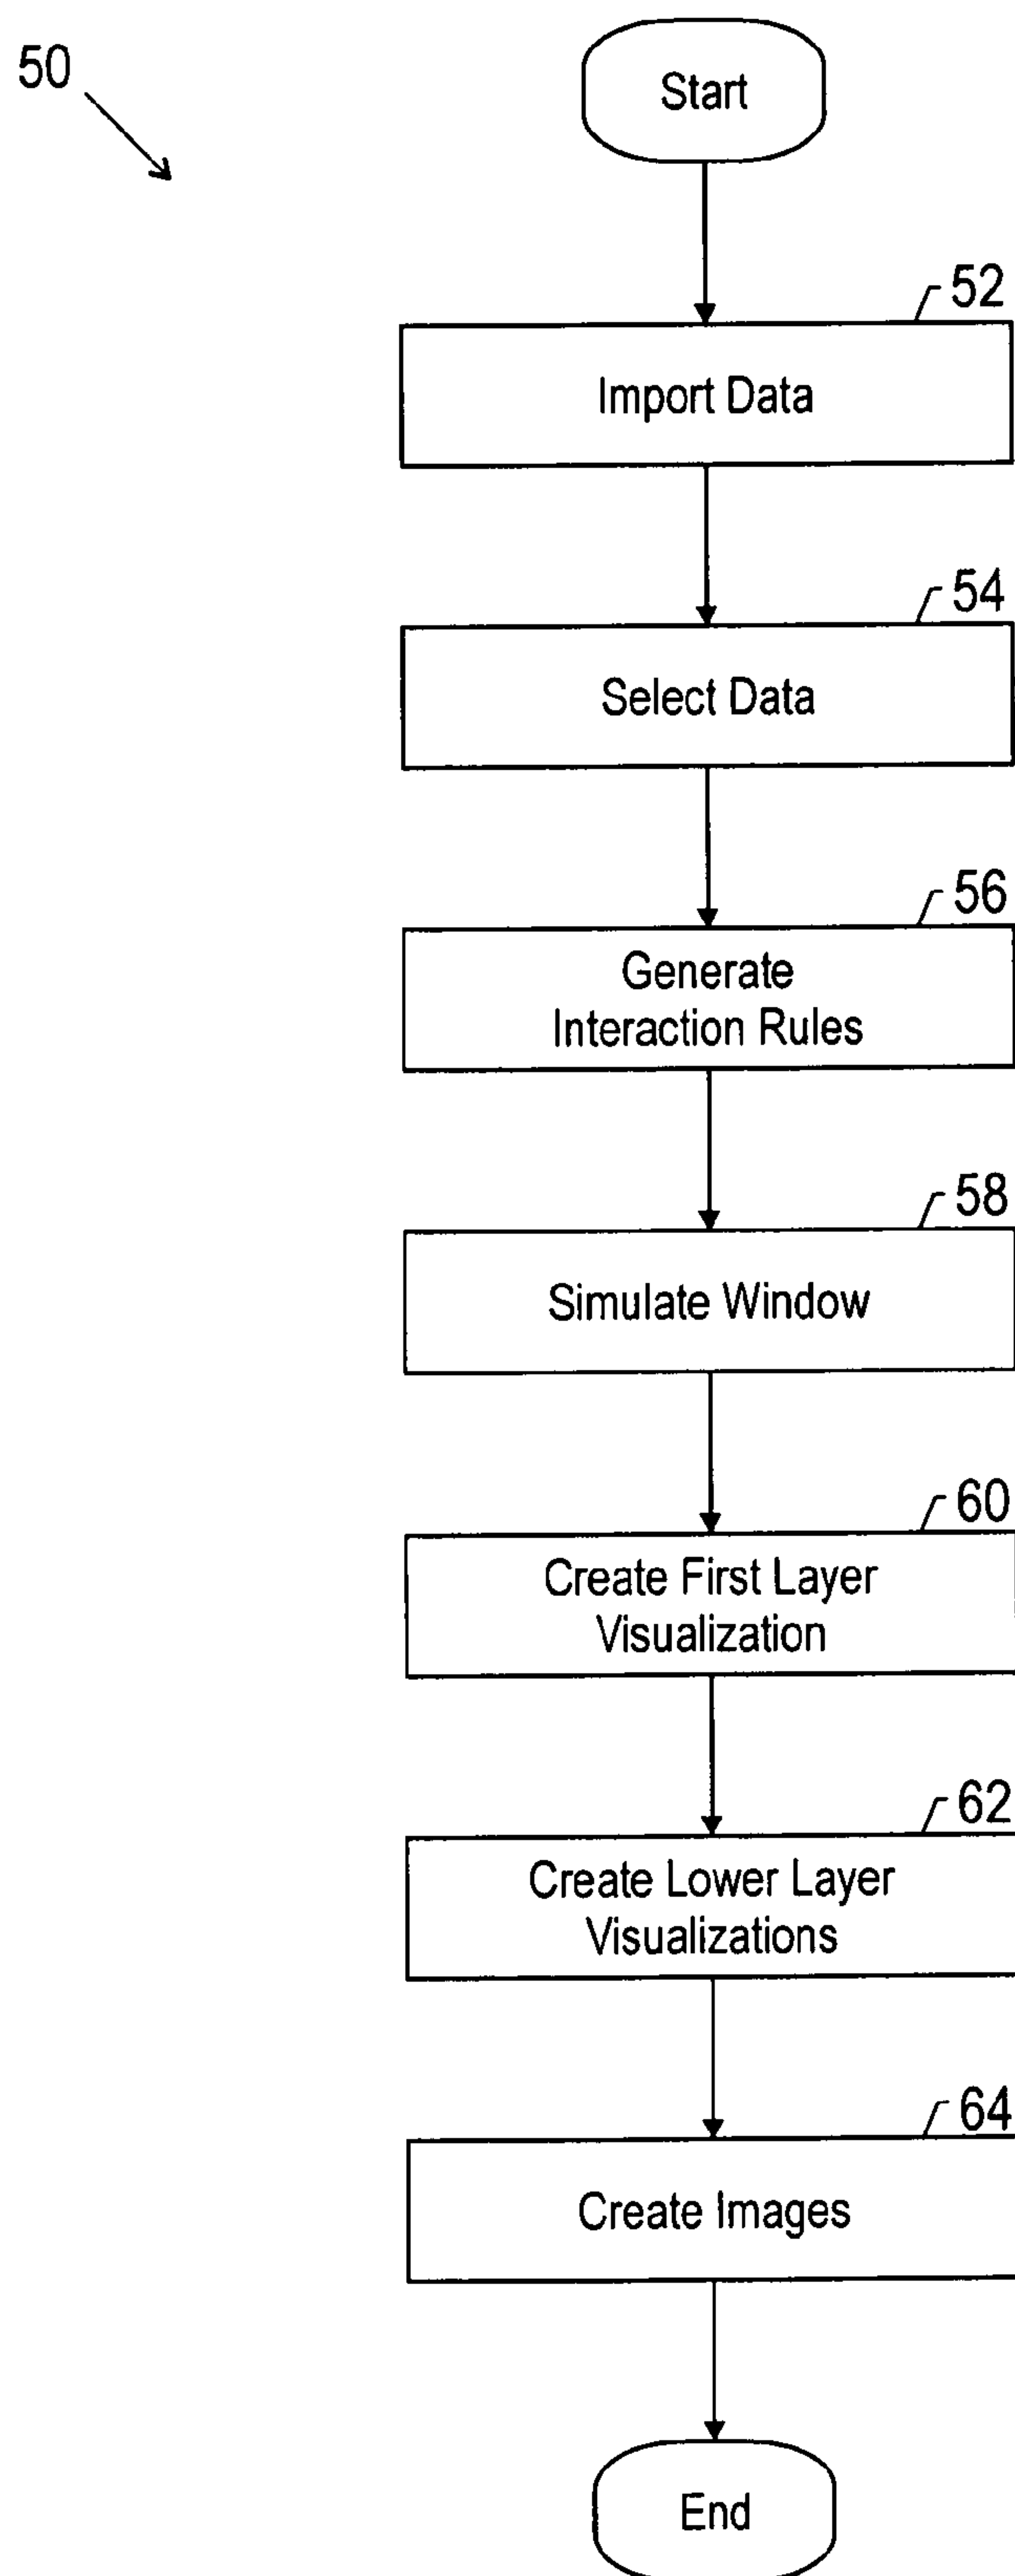 50
Start
52
Import Data
54
Select Data
56
Generate
Interaction Rules
58
Simulate Window
60
Create First Layer
Visualization
62
Create Lower Layer
Visualizations
64
Create Images
End